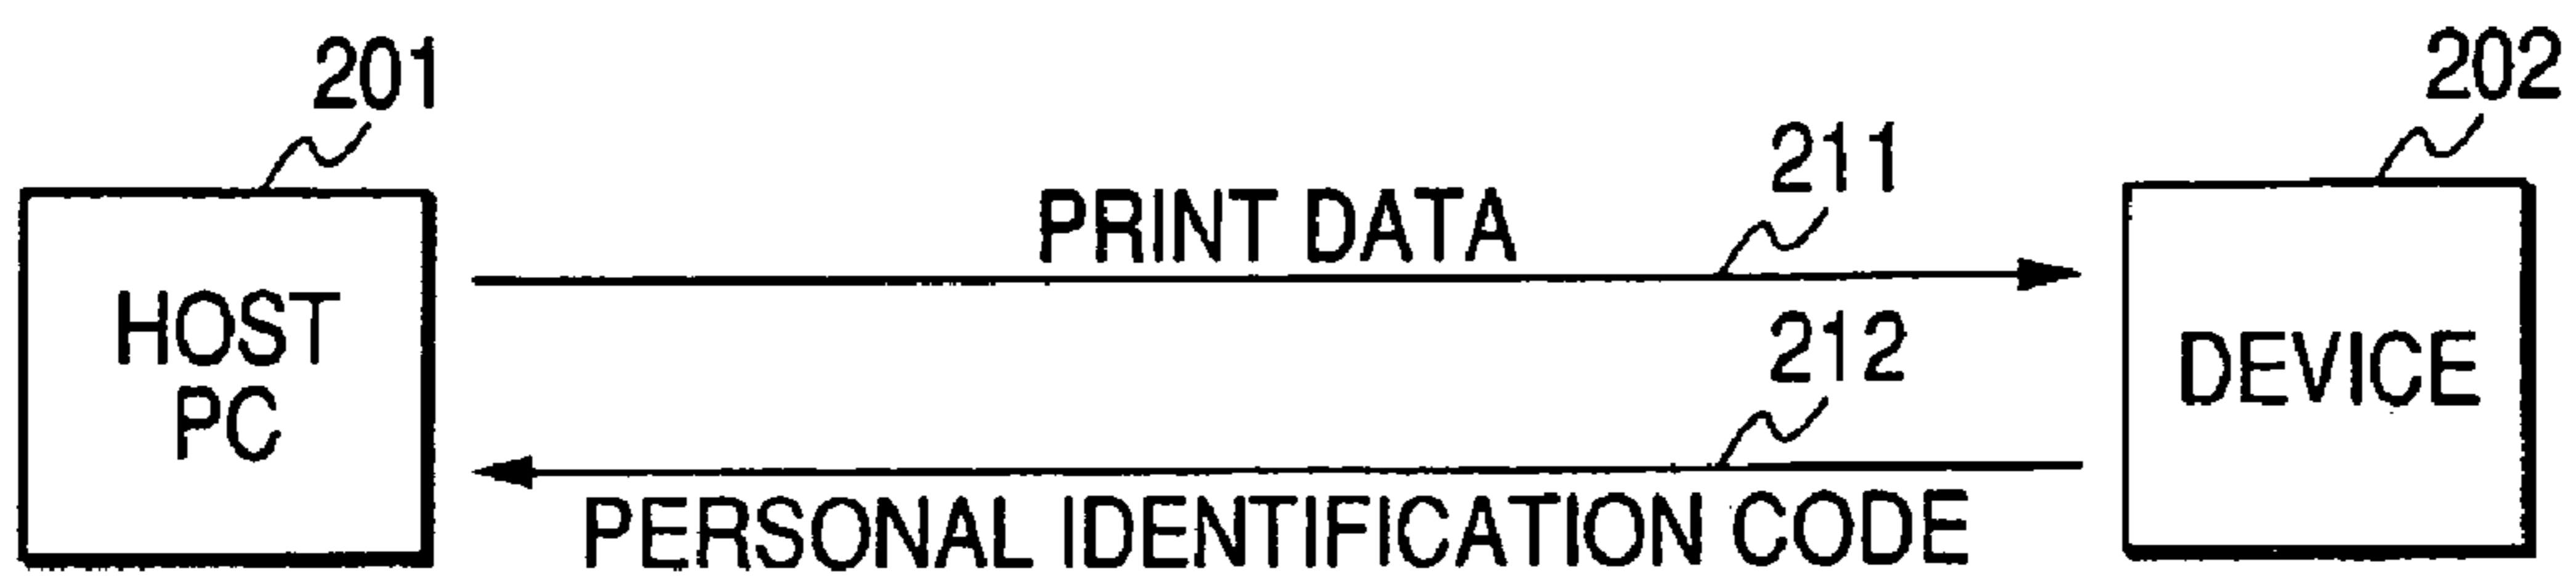 201
202
211
PRINT DATA
HOST
PC
212
DEVICE
PERSONAL IDENTIFICATION CODE